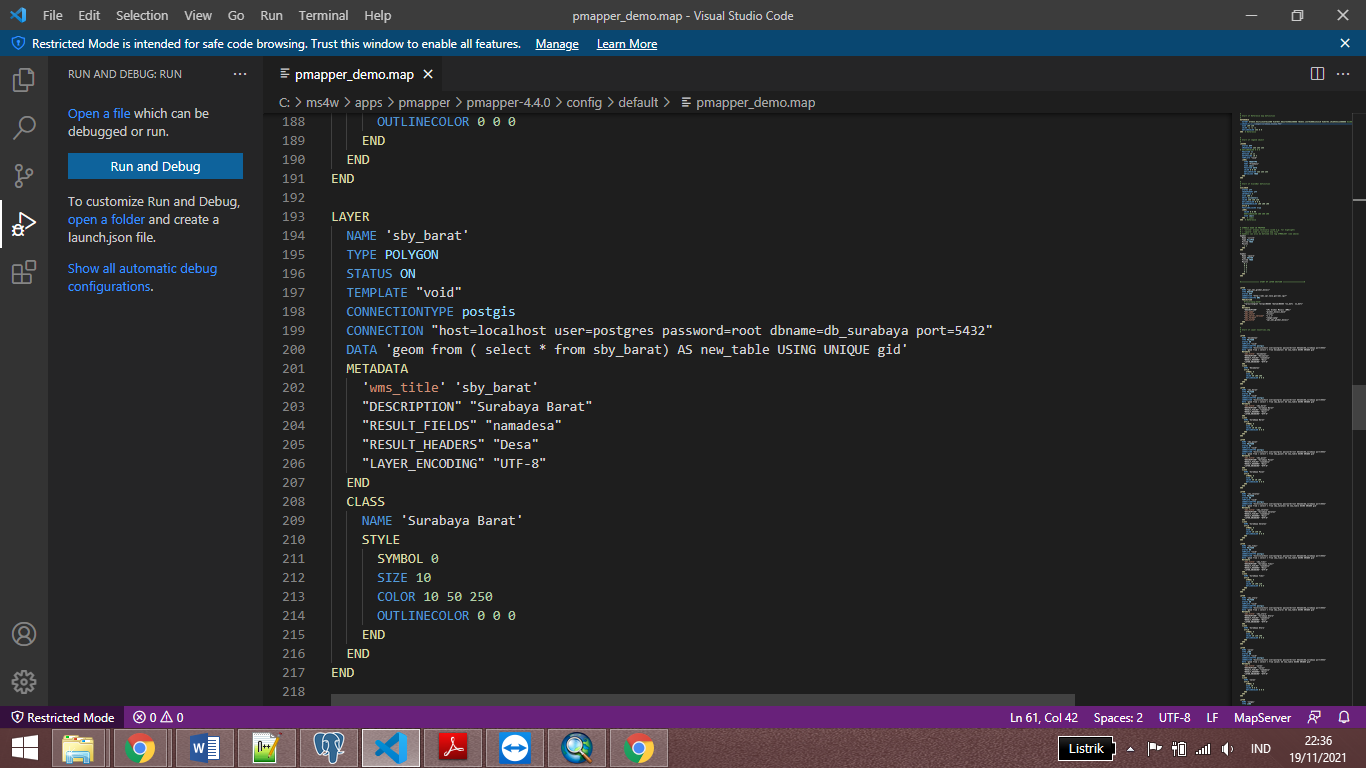 File Edit Selection View Go Run Terminal Help
pmapper_demo.map - Visual Studio Code
Restricted Mode is intended for safe code browsing. Trust this window to enable all features. Manage Learn More
RUN AND DEBUG: RUN
Open a file which can be
debugged or run.
Run and Debug
To customize Run and Debug,
open a folder and create a
launch.json file.
Show all automatic debug
configurations.
pmapper_demo.map
C: > ms4w > apps > pmapper > pmapper-4.4.0 > config > default > pmapper_demo.map
188 OUTLINECOLOR 0 0 0
189 END
190 END
191 END
192
193 LAYER
194 NAME 'sby_barat'
195 TYPE POLYGON
196 STATUS ON
197 TEMPLATE "void"
198 CONNECTIONTYPE postgis
199 CONNECTION "host=localhost user=postgres password=root dbname=db_surabaya port=5432"
200 DATA 'geom from ( select * from sby_barat) AS new_table USING UNIQUE gid'
201 METADATA
202 'wms_title' 'sby_barat'
203 "DESCRIPTION" "Surabaya Barat"
204 "RESULT_FIELDS" "namadesa"
205 "RESULT_HEADERS" "Desa"
206 "LAYER_ENCODING" "UTF-8"
207 END
208 CLASS
209 NAME 'Surabaya Barat'
210 STYLE
211 SYMBOL 0
212 SIZE 10
213 COLOR 10 50 250
214 OUTLINECOLOR 0 0 0
215 END
216 END
217 END
218
Restricted Mode 0 0
Ln 61, Col 42 Spaces: 2 UTF-8 LF MapServer
Listrik
IND
22:36
19/11/2021